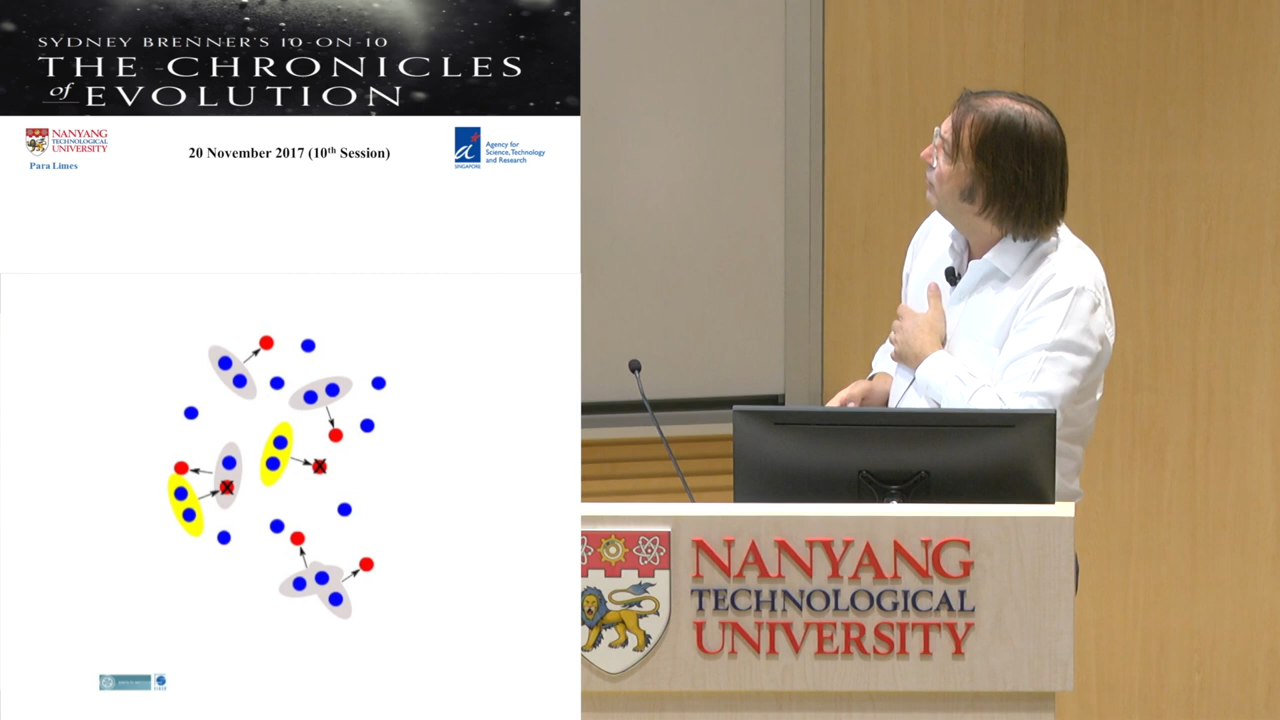 SYDNEY BRENNER'S 10-ON-10
THE CHRONICLES
of EVOLUTION
NANYANG
TECHNOLOGICAL
UNIVERSITY
Para Limes
20 November 2017 (10th Session)
Agency for
Science, Technology
and Research
SINGAPORE
X
X
NANYANG
TECHNOLOGICAL
UNIVERSITY